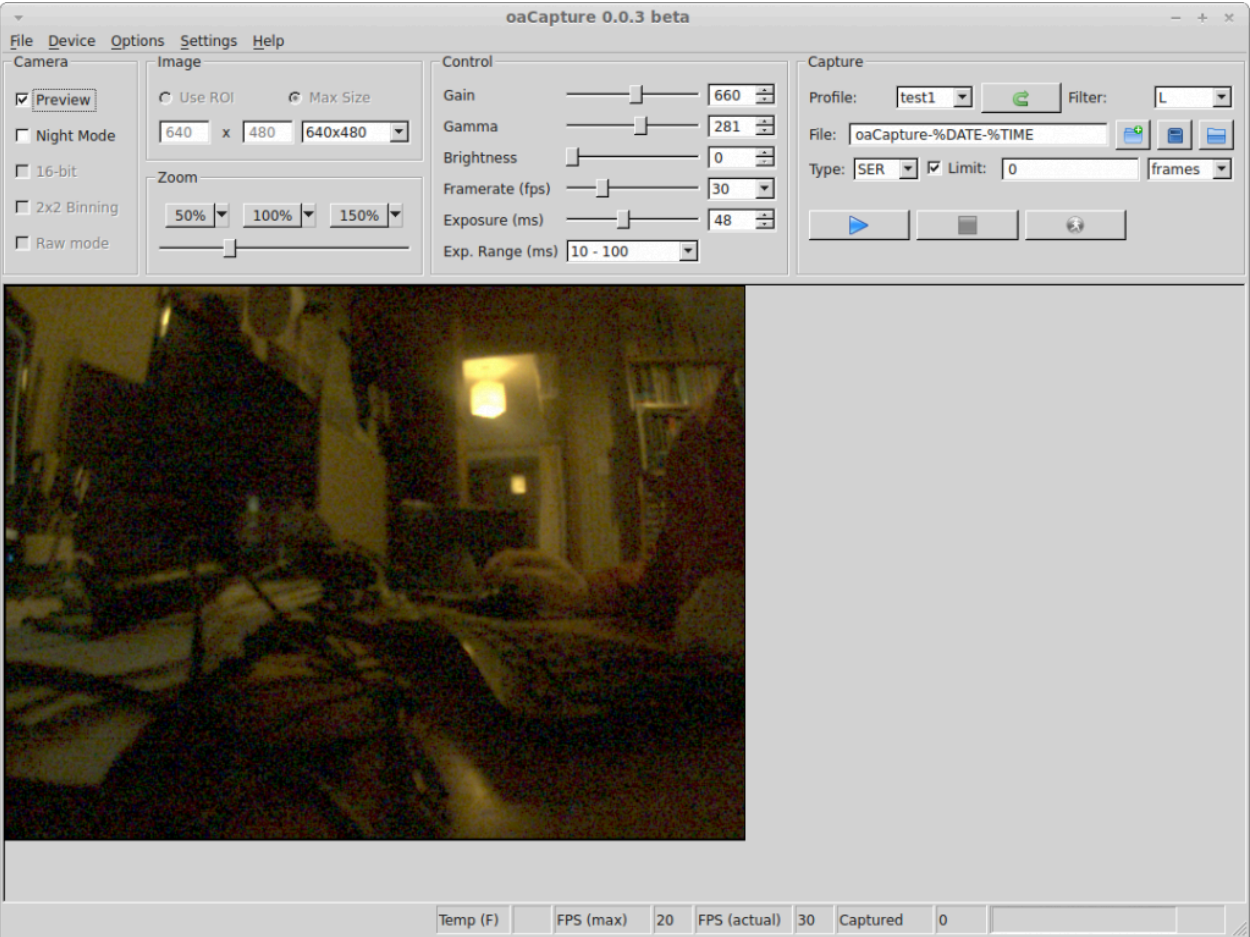 oaCapture 0.0.3 beta
File Device Options Settings Help
Camera
Preview
Night Mode
16-bit
2x2 Binning
Raw mode
Image
Use ROI Max Size
640 x 480 640x480
Zoom
50% 100% 150%
Control
Gain 660
Gamma 281
Brightness 0
Framerate (fps) 30
Exposure (ms) 48
Exp. Range (ms) 10 - 100
Capture
Profile: test1 Filter: L
File: oaCapture-%DATE-%TIME
Type: SER Limit: 0 frames
Temp (F) FPS (max) 20 FPS (actual) 30 Captured 0